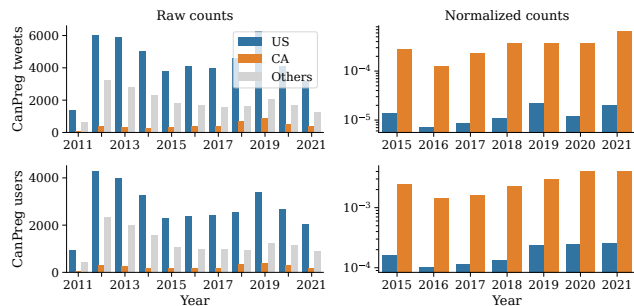 Raw counts
Normalized counts
CanPreg tweets
6000
4000
2000
0
US
CA
Others
2011 2013 2015 2017 2019 2021
10⁻⁴
10⁻⁵
2015 2016 2017 2018 2019 2020 2021
CanPreg users
4000
2000
0
2011 2013 2015 2017 2019 2021
Year
10⁻³
10⁻⁴
2015 2016 2017 2018 2019 2020 2021
Year